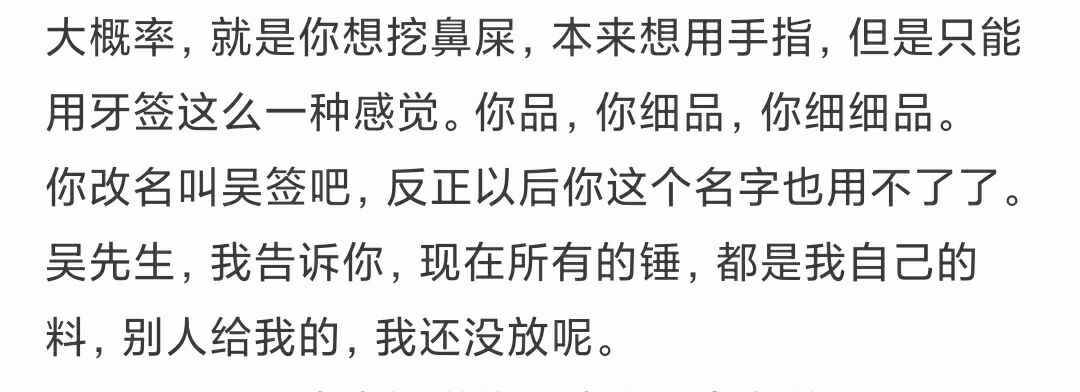 大概率，就是你想挖鼻屎，本来想用手指，但是只能
用牙签这么一种感觉。你品，你细品，你细细品。
你改名叫吴签吧，反正以后你这个名字也用不了了。
吴先生，我告诉你，现在所有的锤，都是我自己的
料，别人给我的，我还没放呢。